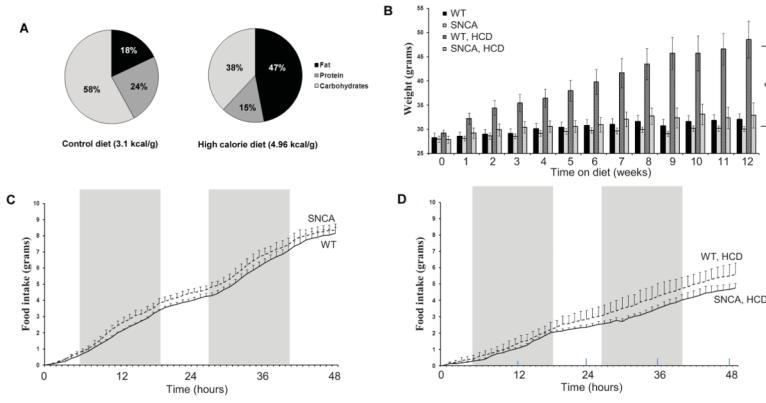 A
18%
24%
58%
Control diet (3.1 kcal/g)
47%
15%
38%
High calorie diet (4.96 kcal/g)
Fat
Protein
Carbohydrates
B
WT
SNCA
WT, HCD
SNCA, HCD
Weight (grams)
55
50
45
40
35
30
25
0 1 2 3 4 5 6 7 8 9 10 11 12
Time on diet (weeks)
C
SNCA
WT
Food intake (grams)
10
9
8
7
6
5
4
3
2
1
0
0 12 24 36 48
Time (hours)
D
WT, HCD
SNCA, HCD
Food intake (grams)
10
9
8
7
6
5
4
3
2
1
0
0 12 24 36 48
Time (hours)